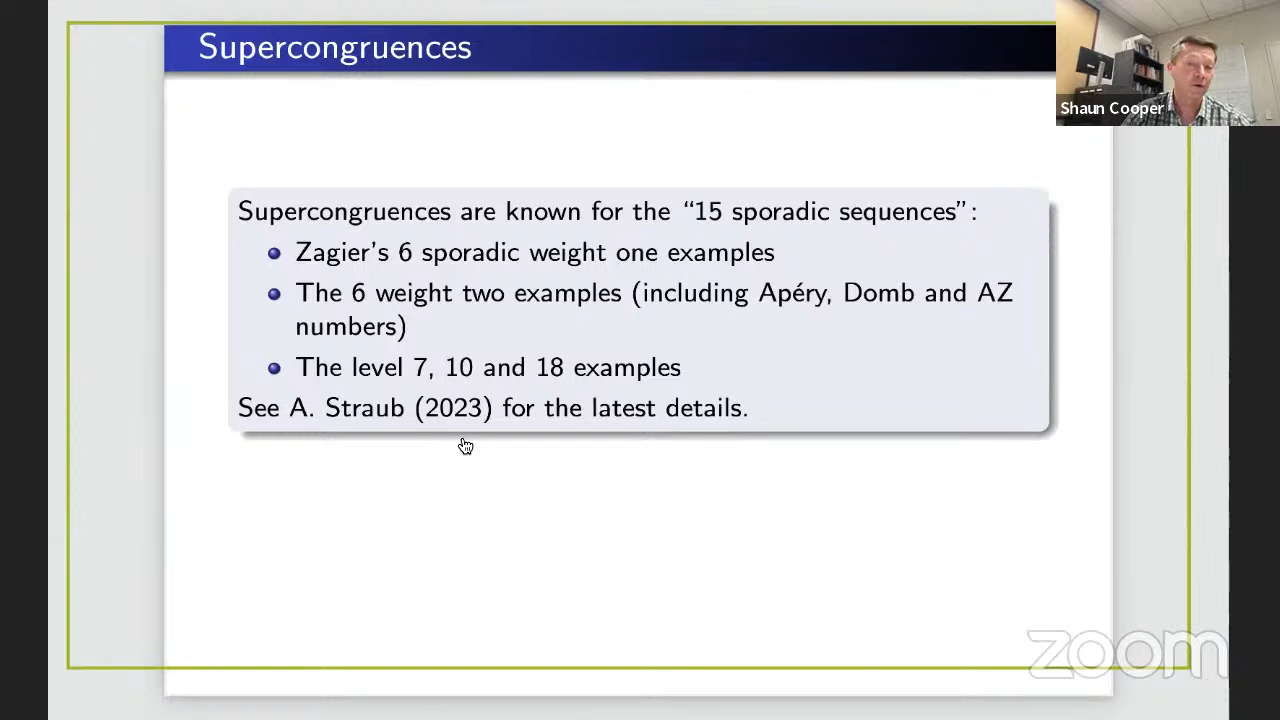 Supercongruences
Shaun Cooper
Supercongruences are known for the “15 sporadic sequences”:
Zagier’s 6 sporadic weight one examples
The 6 weight two examples (including Apéry, Domb and AZ
numbers)
The level 7, 10 and 18 examples
See A. Straub (2023) for the latest details.
zoom